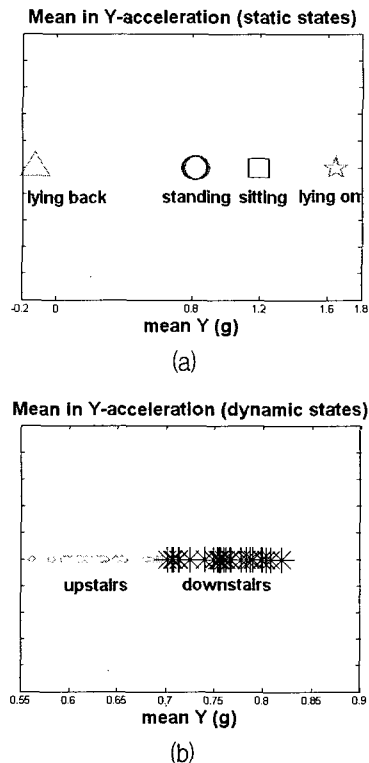 Mean in Y-acceleration (static states)
lying back standing sitting lying on
-0.2 0 0.8 1.2 1.6 1.8
mean Y (g)
(a)
Mean in Y-acceleration (dynamic states)
upstairs downstairs
0.55 0.6 0.65 0.7 0.75 0.8 0.85 0.9
mean Y (g)
(b)